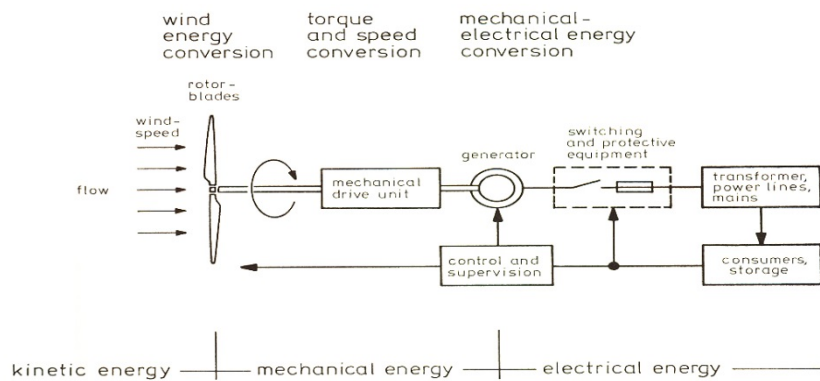 wind
energy
conversion
torque
and speed
conversion
mechanical-
electrical energy
conversion
rotor-
blades
wind-
speed
flow
mechanical
drive unit
generator
switching
and protective
equipment
transformer,
power lines,
mains
control and
supervision
consumers,
storage
kinetic energy
mechanical energy
electrical energy